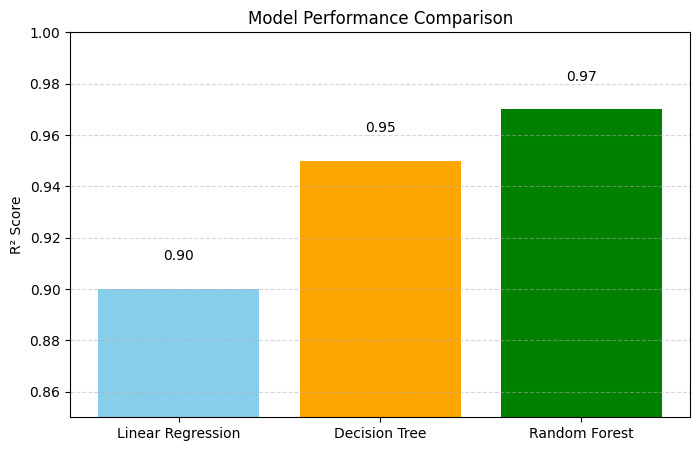 Model Performance Comparison
R² Score
1.00
0.98
0.96
0.94
0.92
0.90
0.88
0.86
0.90
0.95
0.97
Linear Regression
Decision Tree
Random Forest